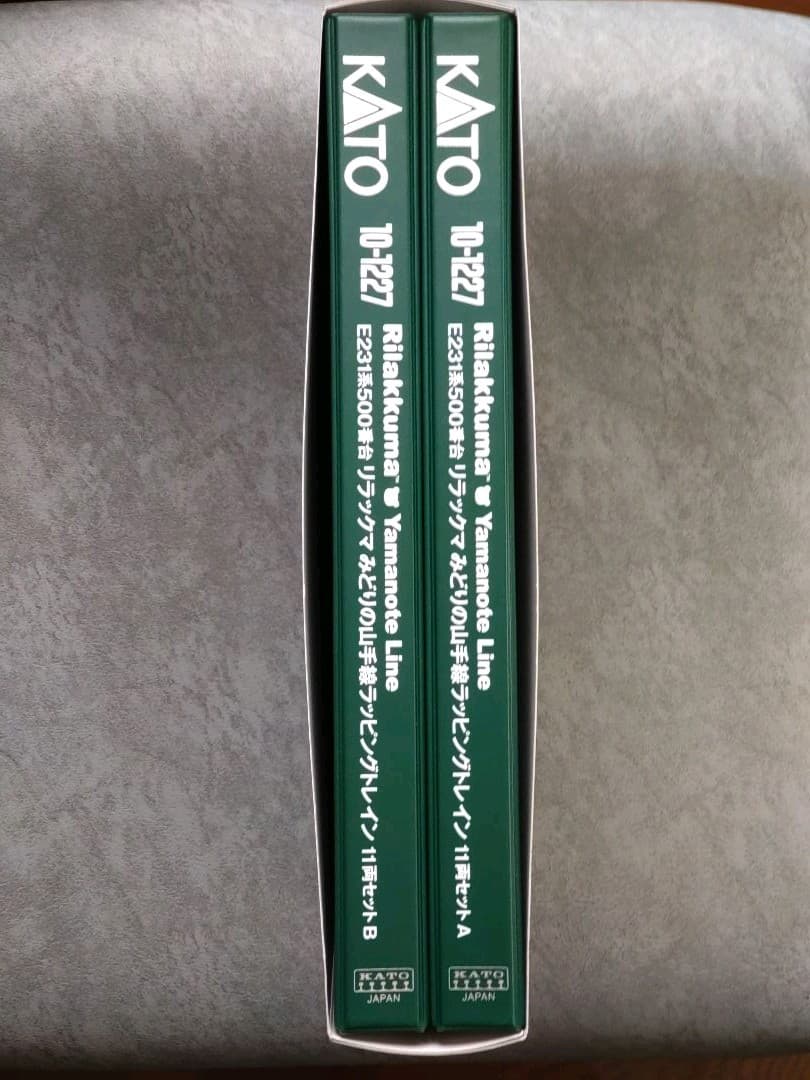 KATO
10-1227
Rilakkuma™ Yamanote Line
E231系500番台 リラックマ みどりの山手線ラッピングトレイン 11両セット A
KATO
JAPAN
KATO
10-1227
Rilakkuma™ Yamanote Line
E231系500番台 リラックマ みどりの山手線ラッピングトレイン 11両セット B
KATO
JAPAN